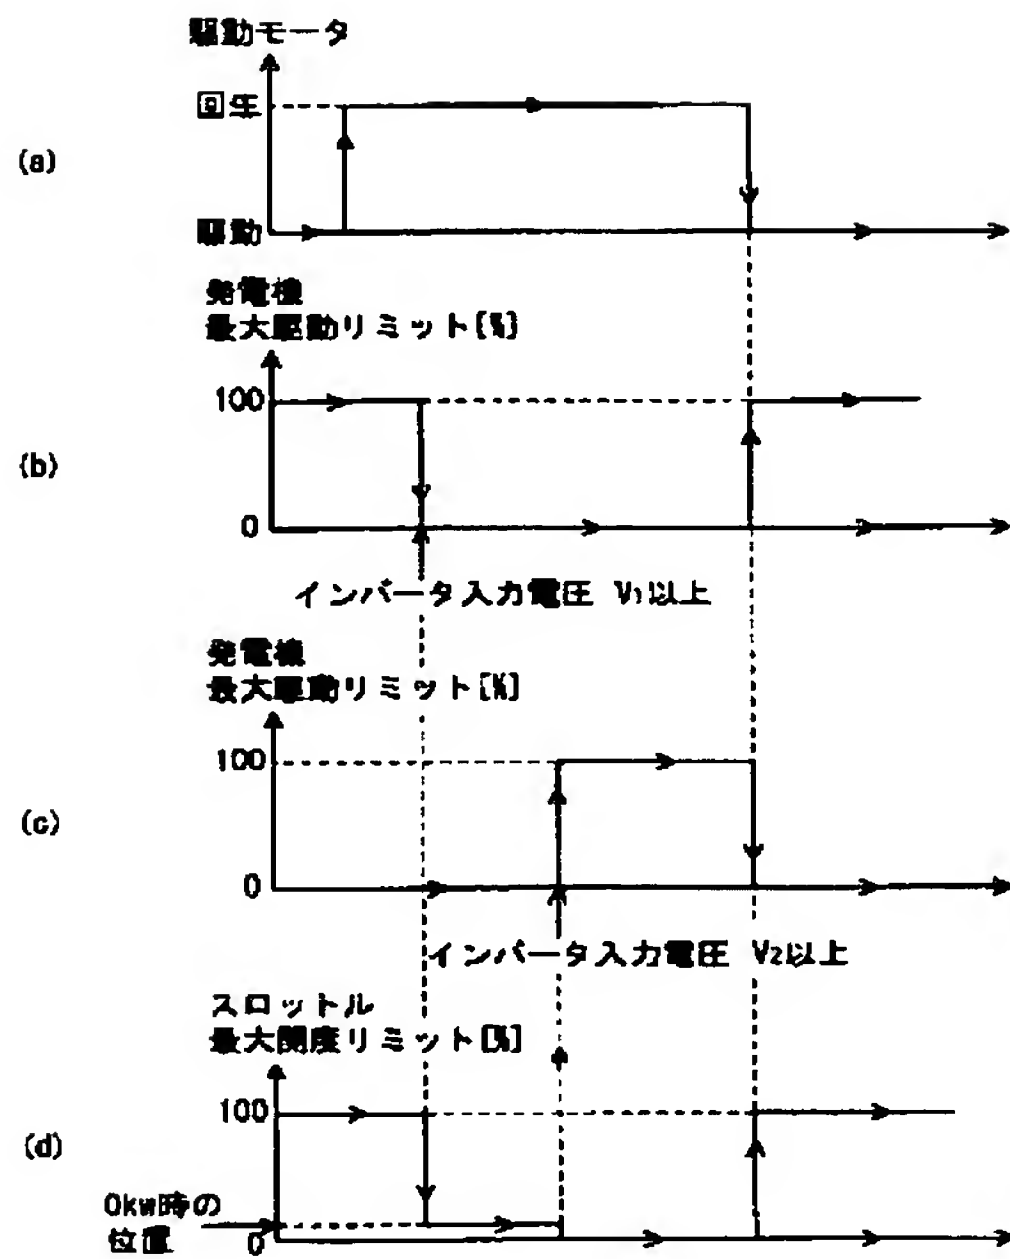 駆動モータ
回生
(a)
駆動
発電機
最大駆動リミット[%]
100
(b)
0
インバータ入力電圧 V1以上
発電機
最大駆動リミット[%]
100
(c)
0
インバータ入力電圧 V2以上
スロットル
最大開度リミット[%]
100
(d)
0kw時の
位置
0